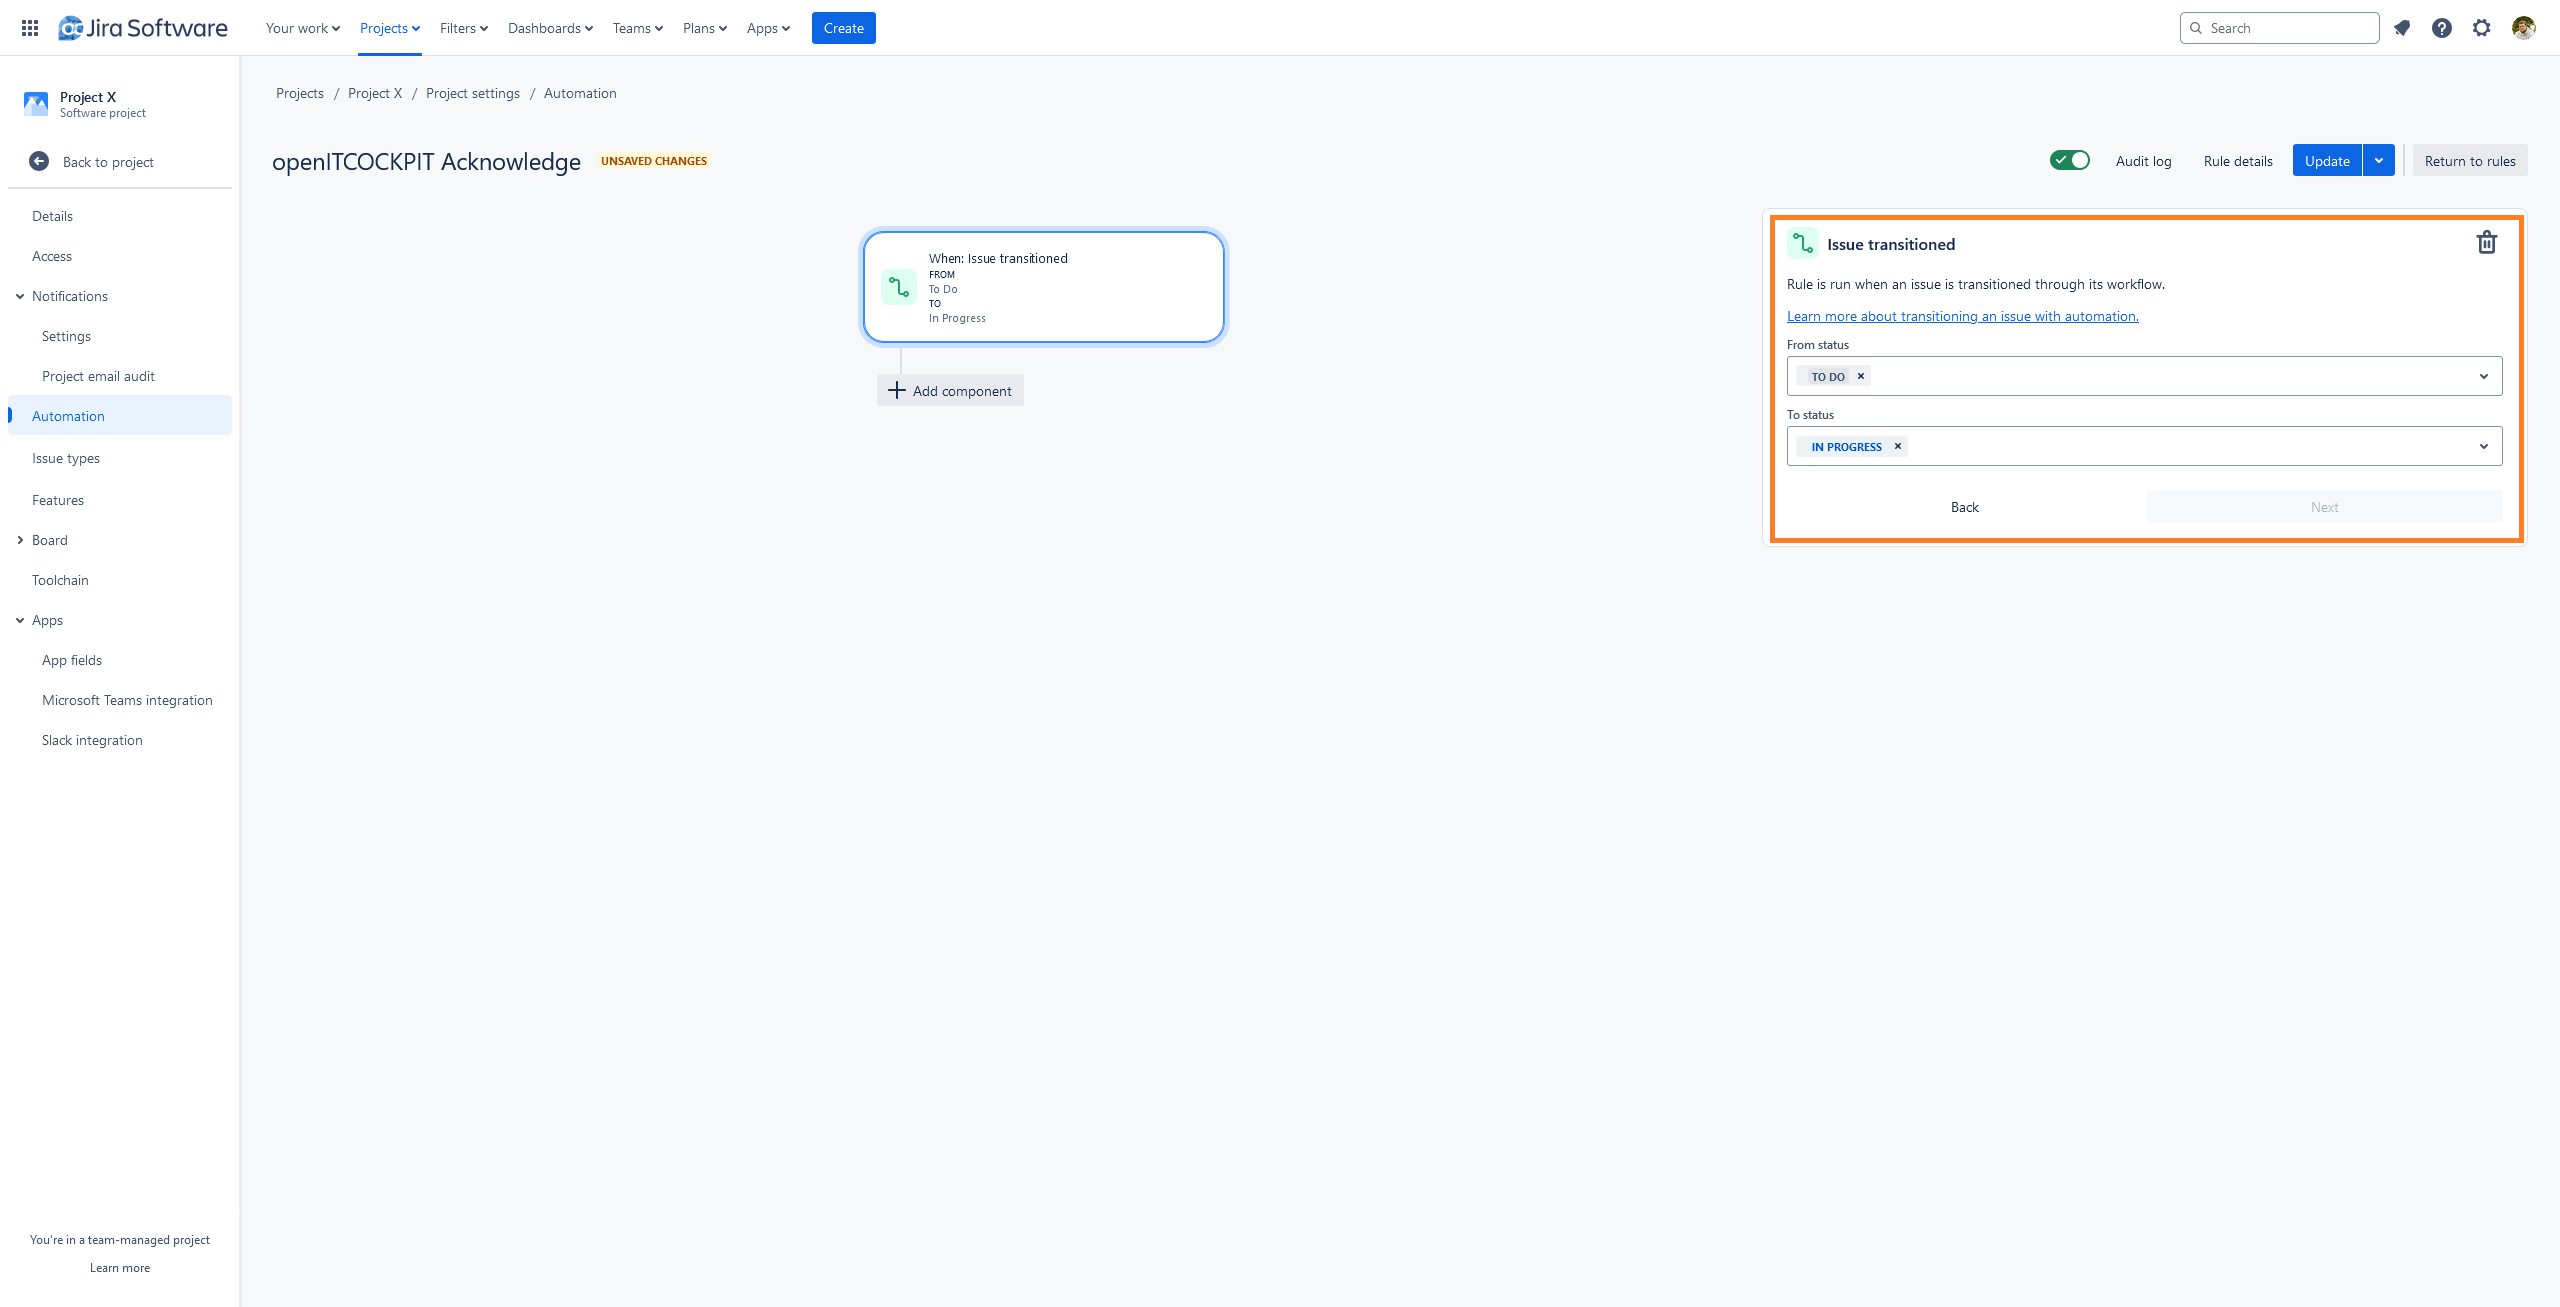 Jira Software
Your work
Projects
Filters
Dashboards
Teams
Plans
Apps
Create
Search
Project X
Software project
Back to project
Details
Access
Notifications
Settings
Project email audit
Automation
Issue types
Features
Board
Toolchain
Apps
App fields
Microsoft Teams integration
Slack integration
You're in a team-managed project
Learn more
Projects / Project X / Project settings / Automation
openITCOCKPIT Acknowledge UNSAVED CHANGES
Audit log
Rule details
Update
Return to rules
When: Issue transitioned
FROM
To Do
TO
In Progress
Add component
Issue transitioned
Rule is run when an issue is transitioned through its workflow.
Learn more about transitioning an issue with automation.
From status
TO DO
To status
IN PROGRESS
Back
Next